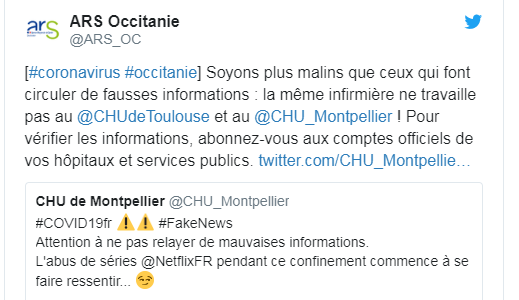 ars
ARS Occitanie
@ARS_OC
[#coronavirus #occitanie] Soyons plus malins que ceux qui font
circuler de fausses informations : la même infirmière ne travaille
pas au @CHUdeToulouse et au @CHU_Montpellier ! Pour
vérifier les informations, abonnez-vous aux comptes officiels de
vos hôpitaux et services publics. twitter.com/CHU_Montpellie…
CHU de Montpellier @CHU_Montpellier
#COVID19fr ⚠️⚠️ #FakeNews
Attention à ne pas relayer de mauvaises informations.
L'abus de séries @NetflixFR pendant ce confinement commence à se
faire ressentir... 😏